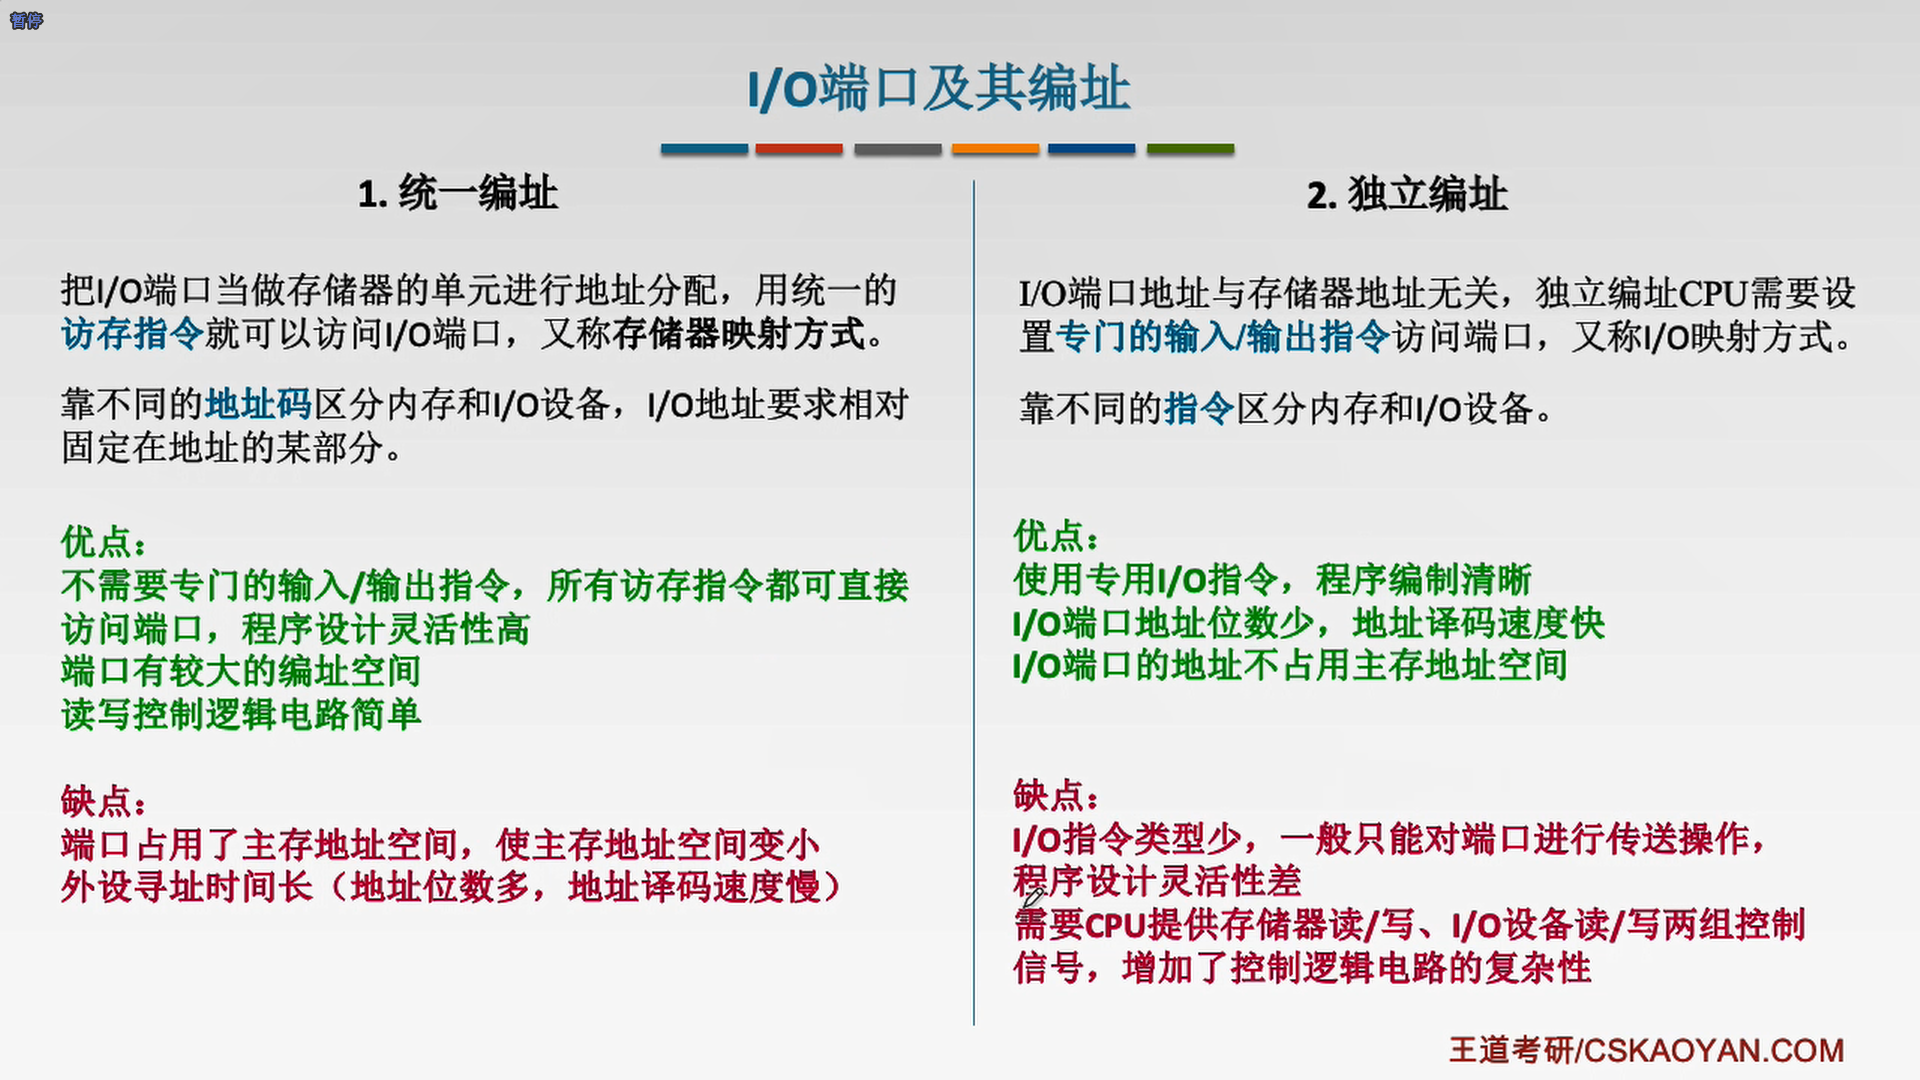 暂停
I/O端口及其编址
1. 统一编址
把I/O端口当做存储器的单元进行地址分配，用统一的
访存指令就可以访问I/O端口，又称存储器映射方式。
靠不同的地址码区分内存和I/O设备，I/O地址要求相对
固定在地址的某部分。
优点：
不需要专门的输入/输出指令，所有访存指令都可直接
访问端口，程序设计灵活性高
端口有较大的编址空间
读写控制逻辑电路简单
缺点：
端口占用了主存地址空间，使主存地址空间变小
外设寻址时间长（地址位数多，地址译码速度慢）
2. 独立编址
I/O端口地址与存储器地址无关，独立编址CPU需要设
置专门的输入/输出指令访问端口，又称I/O映射方式。
靠不同的指令区分内存和I/O设备。
优点：
使用专用I/O指令，程序编制清晰
I/O端口地址位数少，地址译码速度快
I/O端口的地址不占用主存地址空间
缺点：
I/O指令类型少，一般只能对端口进行传送操作，
程序设计灵活性差
需要CPU提供存储器读/写、I/O设备读/写两组控制
信号，增加了控制逻辑电路的复杂性
王道考研/CSKAOYAN.COM